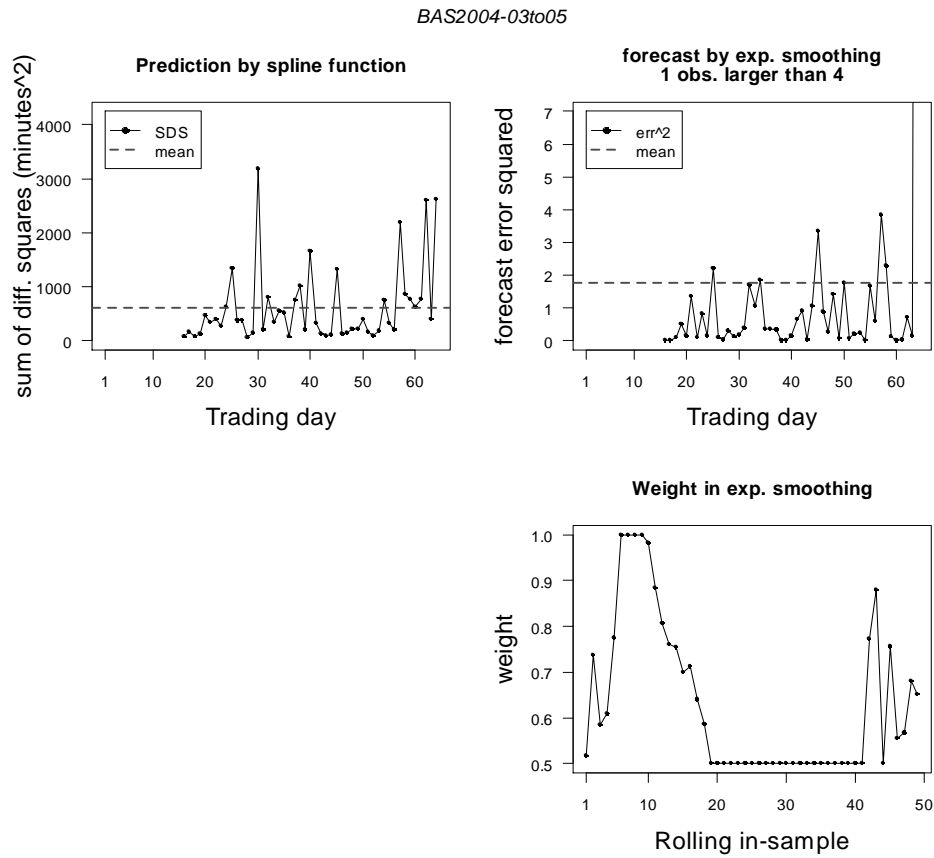 BAS2004-03to05
Prediction by spline function
sum of diff. squares (minutes^2)
4000
3000
2000
1000
0
SDS
mean
1 10 20 30 40 50 60
Trading day
forecast by exp. smoothing
1 obs. larger than 4
forecast error squared
7
6
5
4
3
2
1
0
err^2
mean
1 10 20 30 40 50 60
Trading day
Weight in exp. smoothing
weight
1.0
0.9
0.8
0.7
0.6
0.5
1 10 20 30 40 50
Rolling in-sample